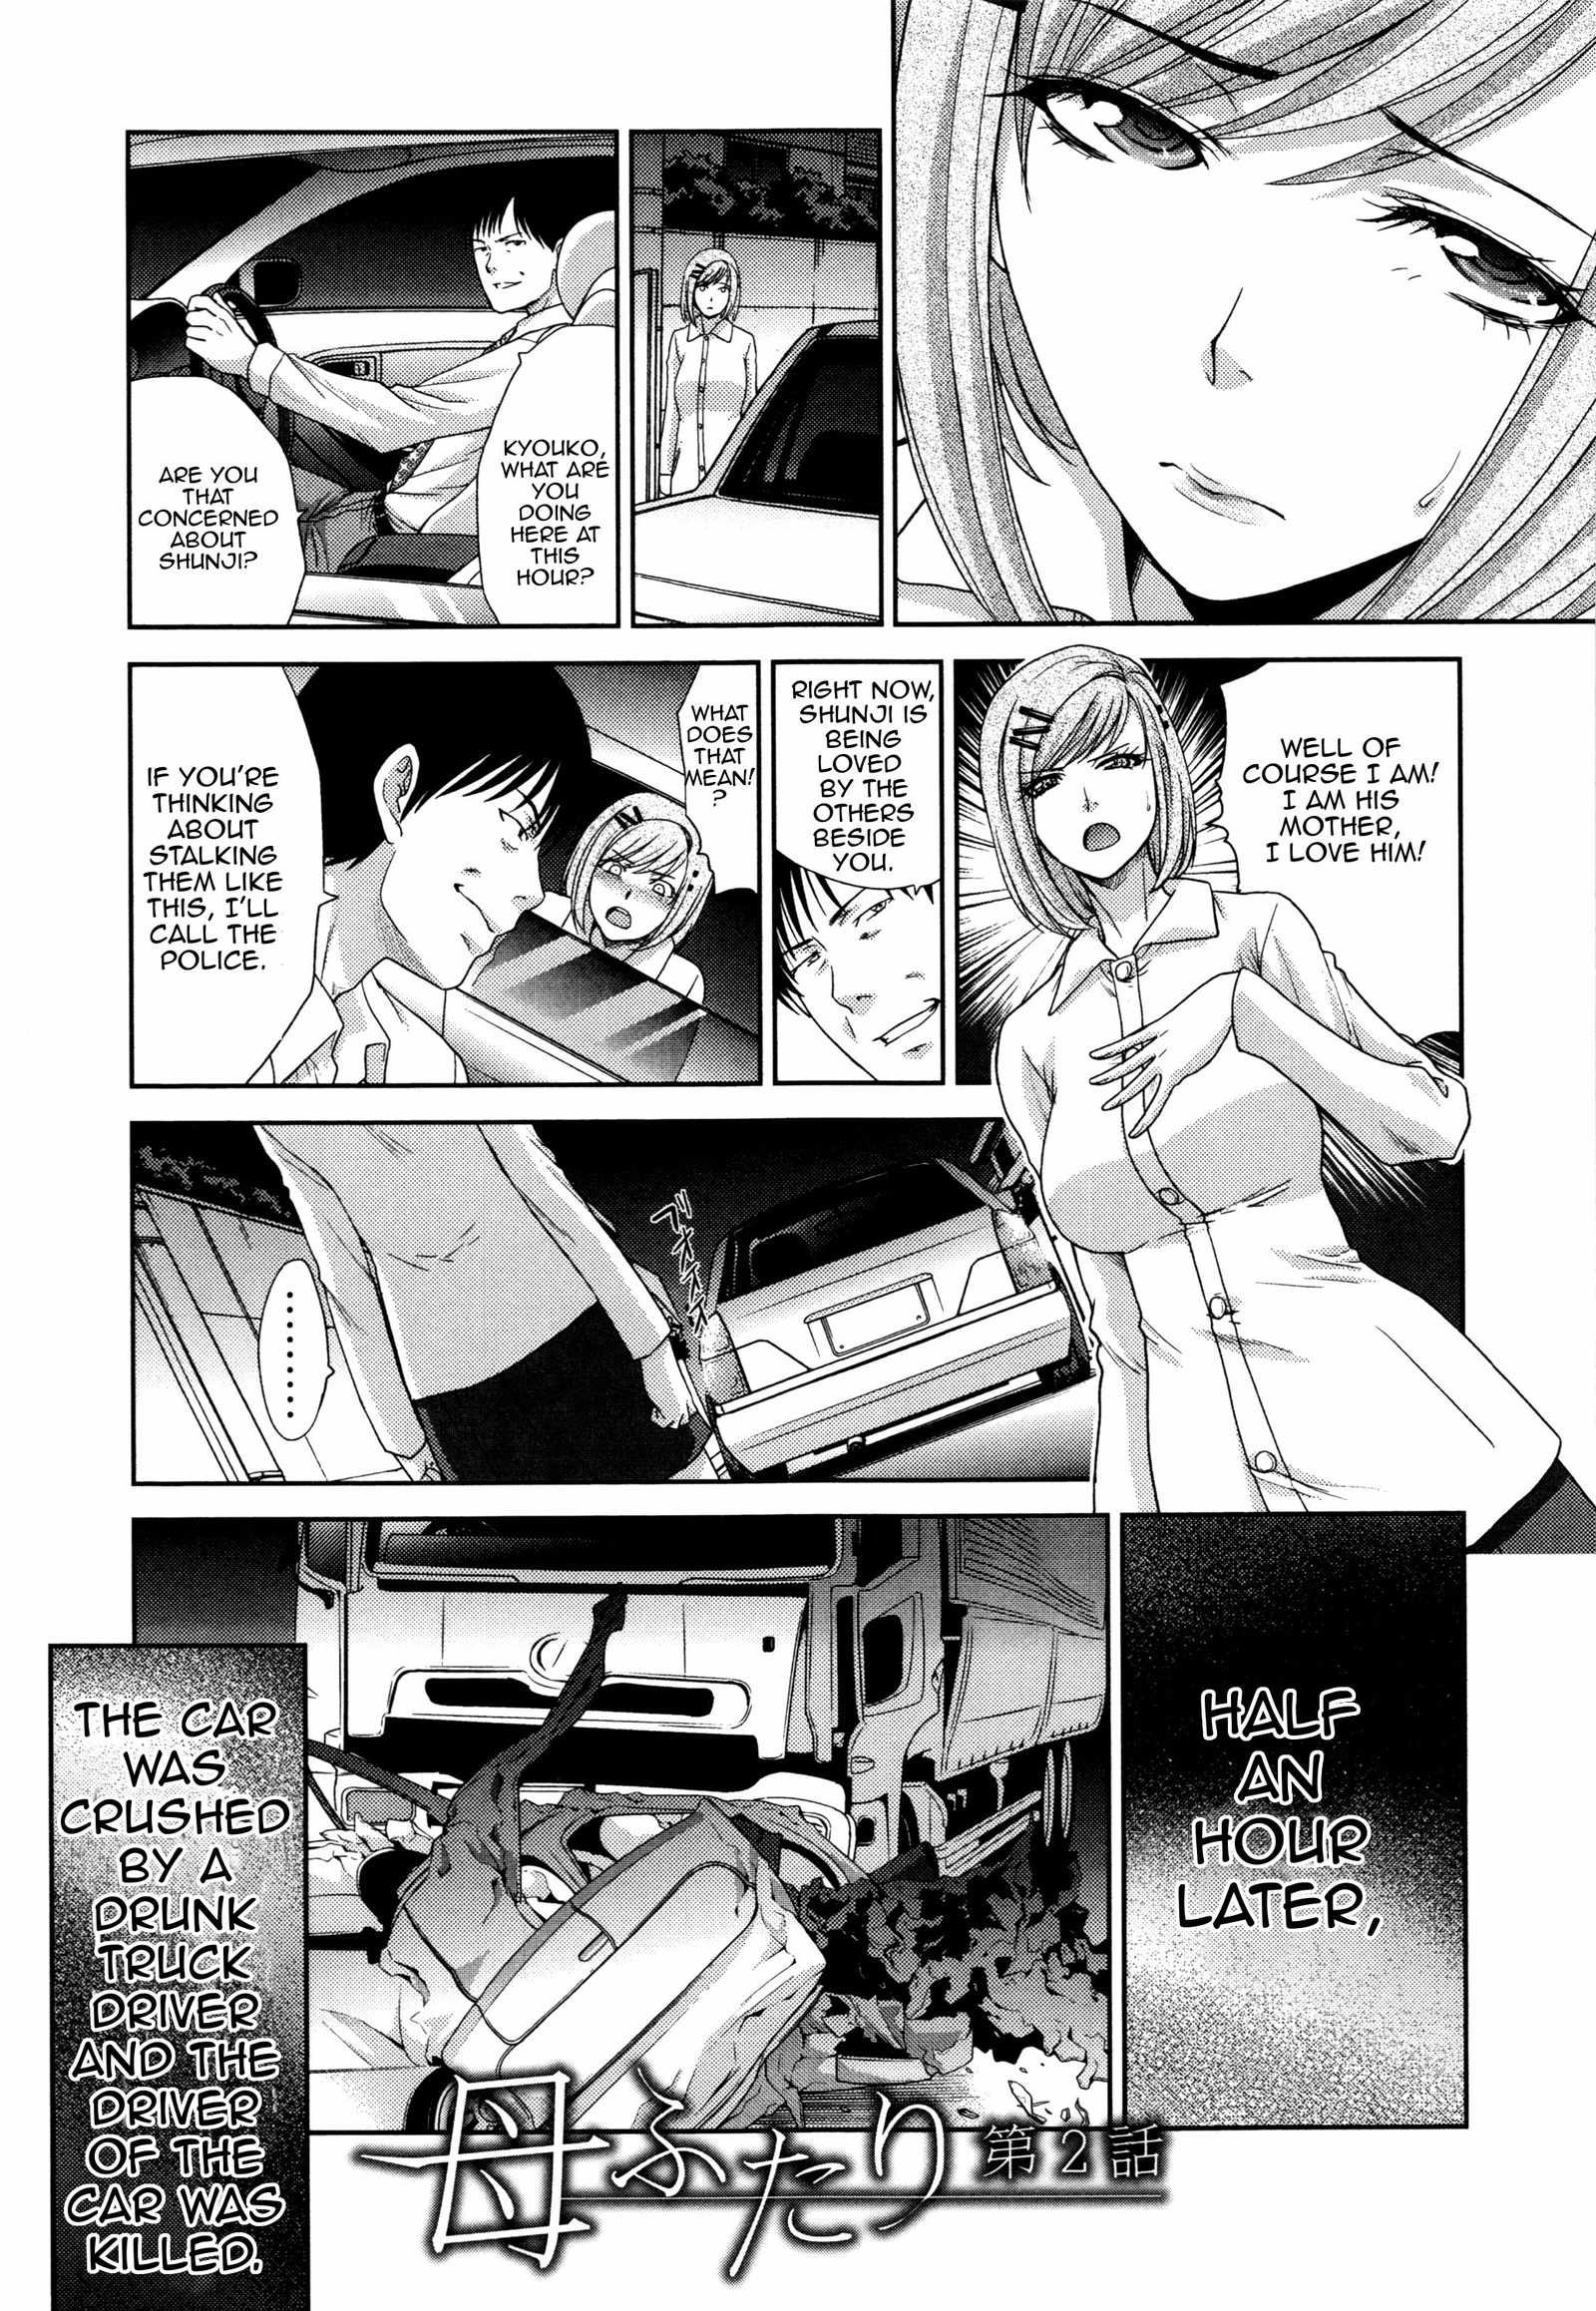 KYOUKO,
WHAT ARE
YOU
DOING
HERE AT
THIS
HOUR?
ARE YOU
THAT
CONCERNED
ABOUT
SHUNJI?
WELL OF
COURSE I AM!
I AM HIS
MOTHER,
I LOVE HIM!
RIGHT NOW,
SHUNJI IS
BEING
LOVED
BY THE
OTHERS
BESIDE
YOU.
WHAT
DOES
THAT
MEAN!
?
IF YOU'RE
THINKING
ABOUT
STALKING
THEM LIKE
THIS, I'LL
CALL THE
POLICE.
ブオオオ
・・・・・・・・
HALF
AN
HOUR
LATER,
THE CAR
WAS
CRUSHED
BY A
DRUNK
TRUCK
DRIVER
AND THE
DRIVER
OF THE
CAR WAS
KILLED.
母ふたり 第2話